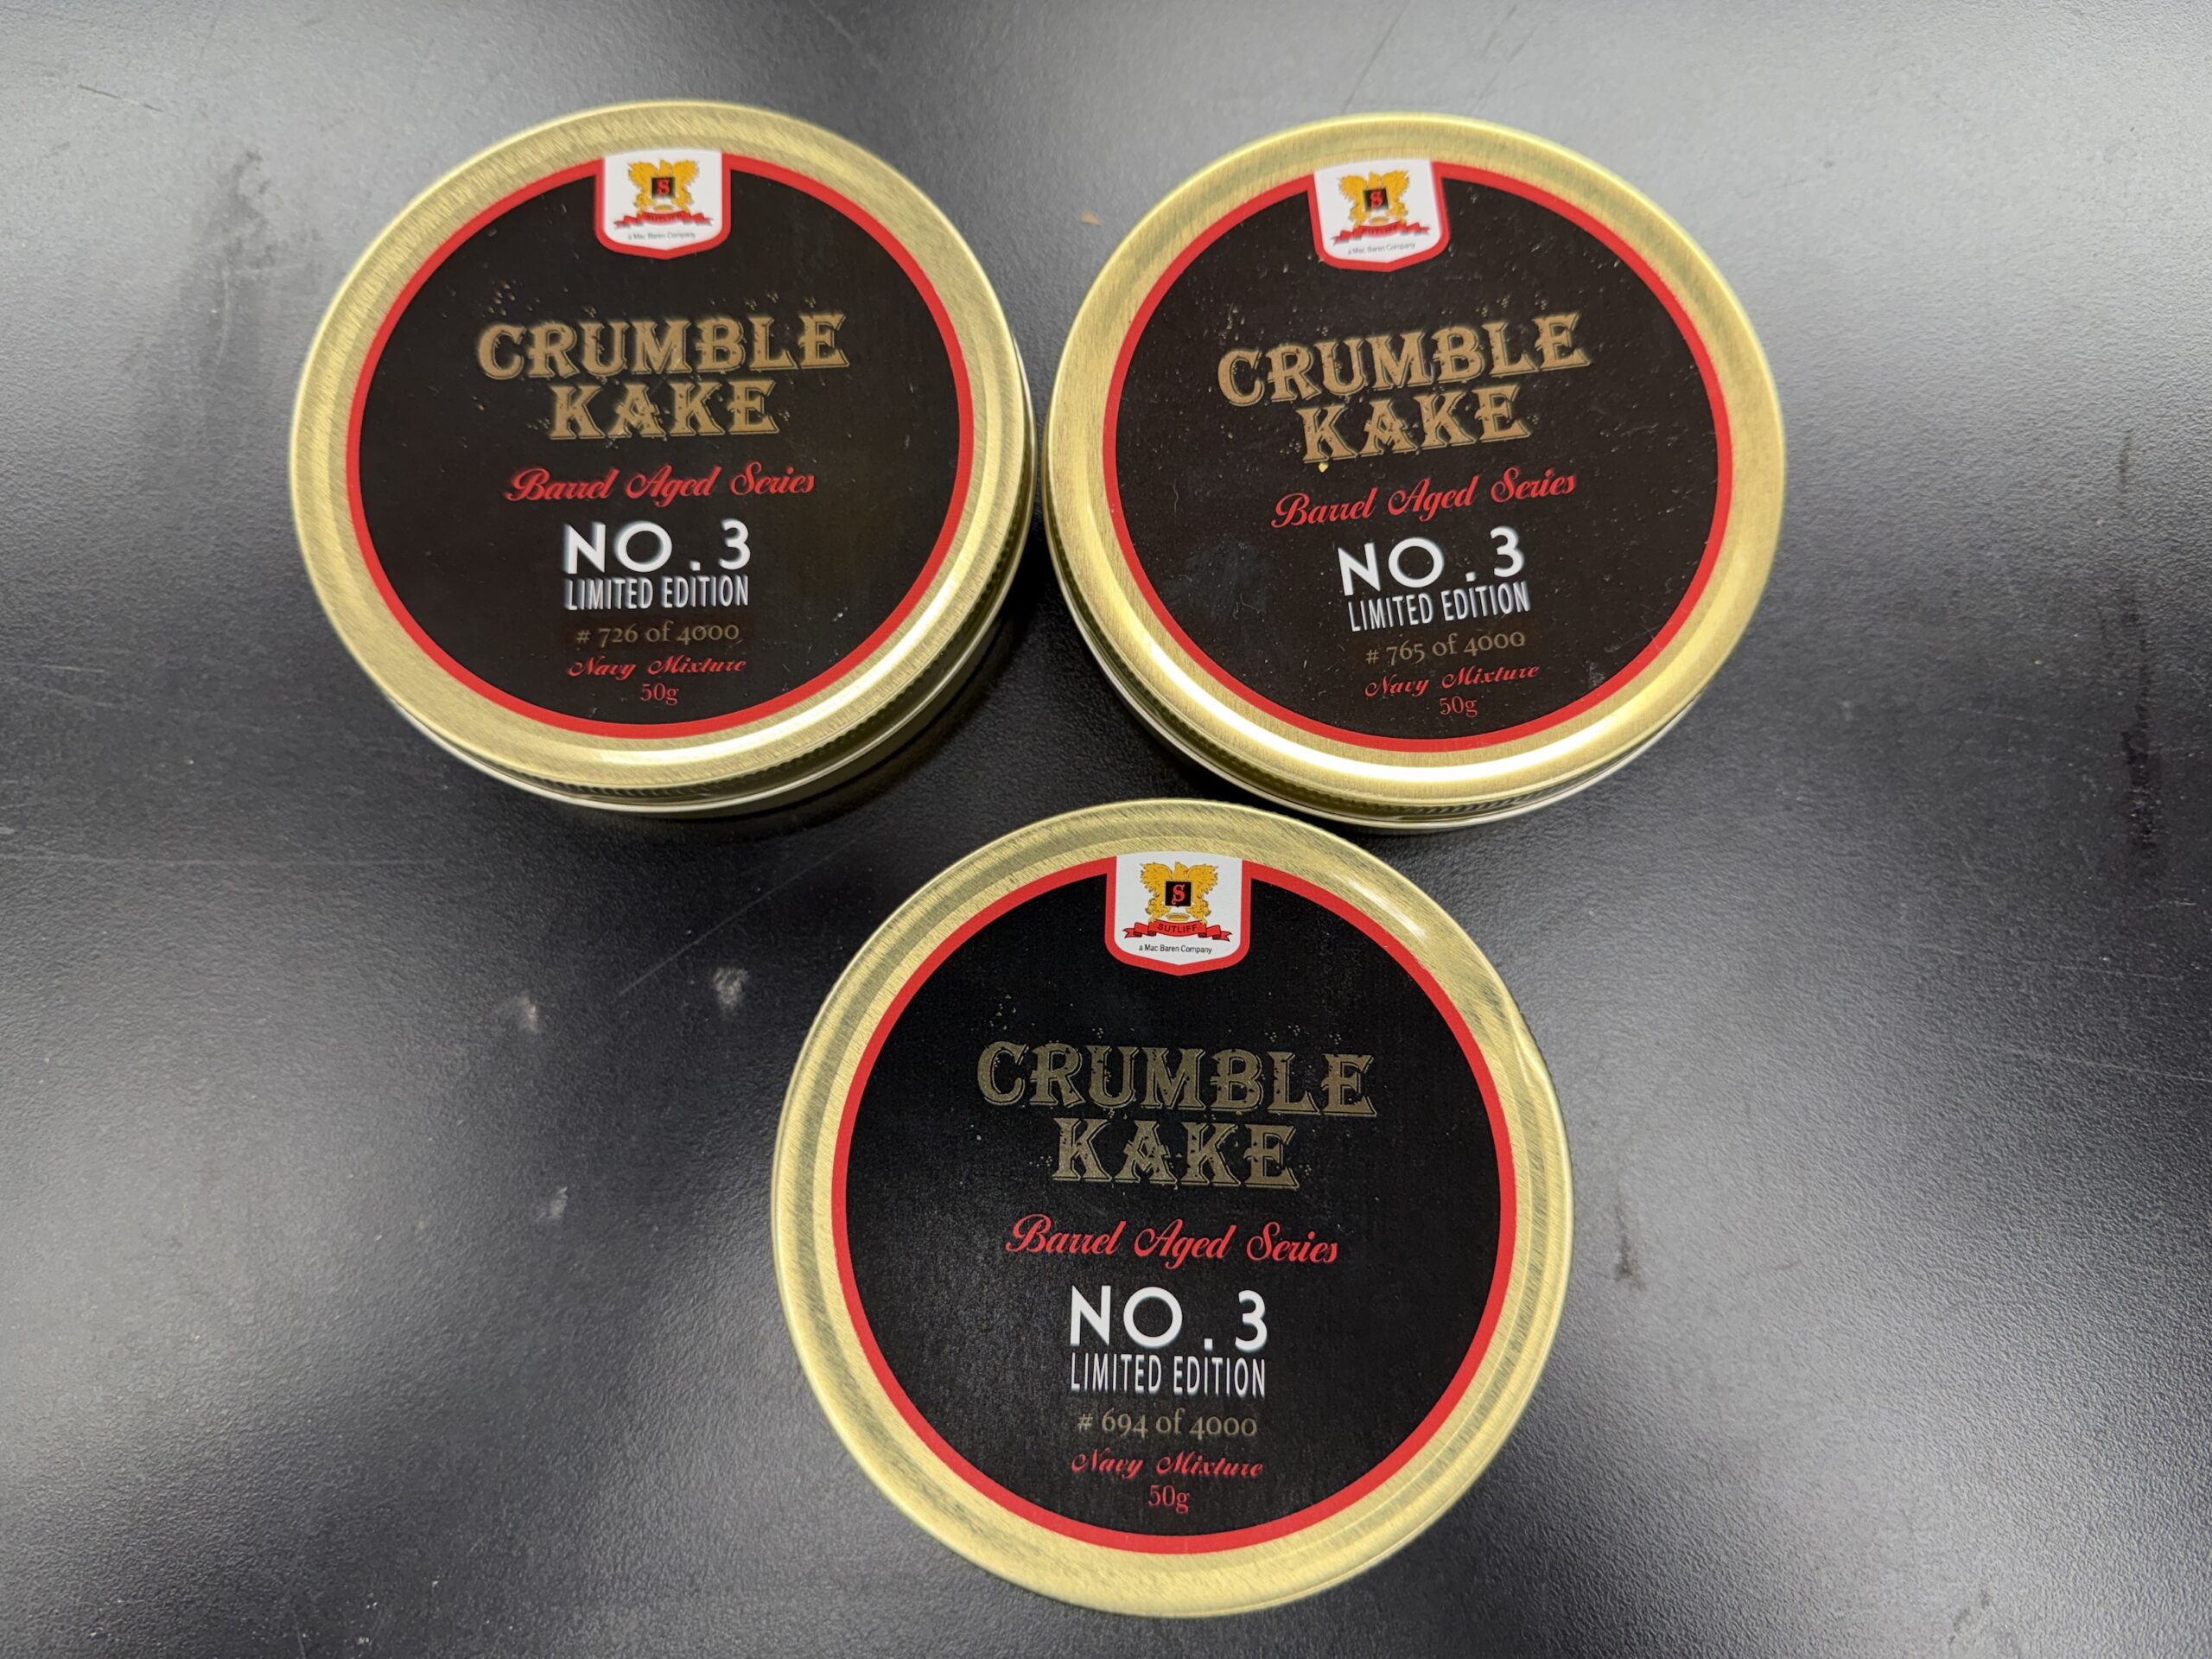 S
SUTLIFF
a Mac Baren Company
CRUMBLE
KAKE
Barrel Aged Series
NO.3
LIMITED EDITION
# 726 of 4000
Navy Mixture
50g
S
SUTLIFF
a Mac Baren Company
CRUMBLE
KAKE
Barrel Aged Series
NO.3
LIMITED EDITION
# 765 of 4000
Navy Mixture
50g
S
SUTLIFF
a Mac Baren Company
CRUMBLE
KAKE
Barrel Aged Series
NO.3
LIMITED EDITION
# 694 of 4000
Navy Mixture
50g